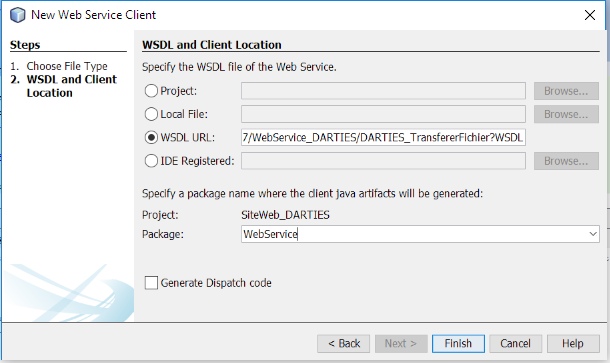 New Web Service Client
Steps
1. Choose File Type
2. WSDL and Client
Location
WSDL and Client Location
Specify the WSDL file of the Web Service.
Project: Browse...
Local File: Browse...
WSDL URL: 7/WebService_DARTIES/DARTIES_TransfererFichier?WSDL
IDE Registered: Browse...
Specify a package name where the client java artifacts will be generated:
Project: SiteWeb_DARTIES
Package: WebService
Generate Dispatch code
< Back Next > Finish Cancel Help